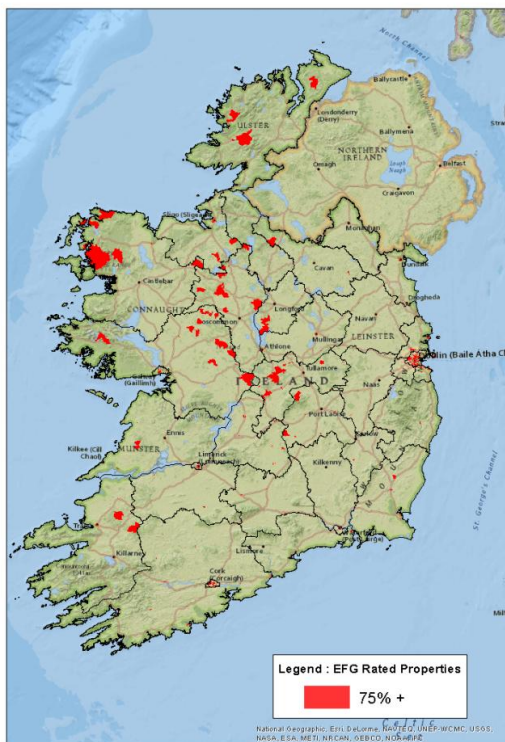 North Channel
Ballycastle
Londonderry
(Derry)
ULSTER
Ballymena
NORTHERN
IRELAND
Lough
Neagh
Belfast
Omagh
Craigavon
Monaghan
Cavan
Dundalk
Castlebar
CONNAUGHT
Longford
Drogheda
Navan
Roscommon
LEINSTER
Mullingar
Athlone
Dublin (Baile Átha C
Tullamore
(Gaillimh)
IRELAND
Naas
Port Laoise
Ennis
Kilkee (Cill
Chaoi)
MUNSTER
Limerick
Carlow
Kilkenny
St. George's Channel
Killarney
Lismore
Cork
(Corcaigh)
Legend : EFG Rated Properties
75% +
Celtic
National Geographic, Esri, DeLorme, NAVTEQ, UNEP-WCMC, USGS,
NASA, ESA, METI, NRCAN, GEBCO, NOAA, iPC